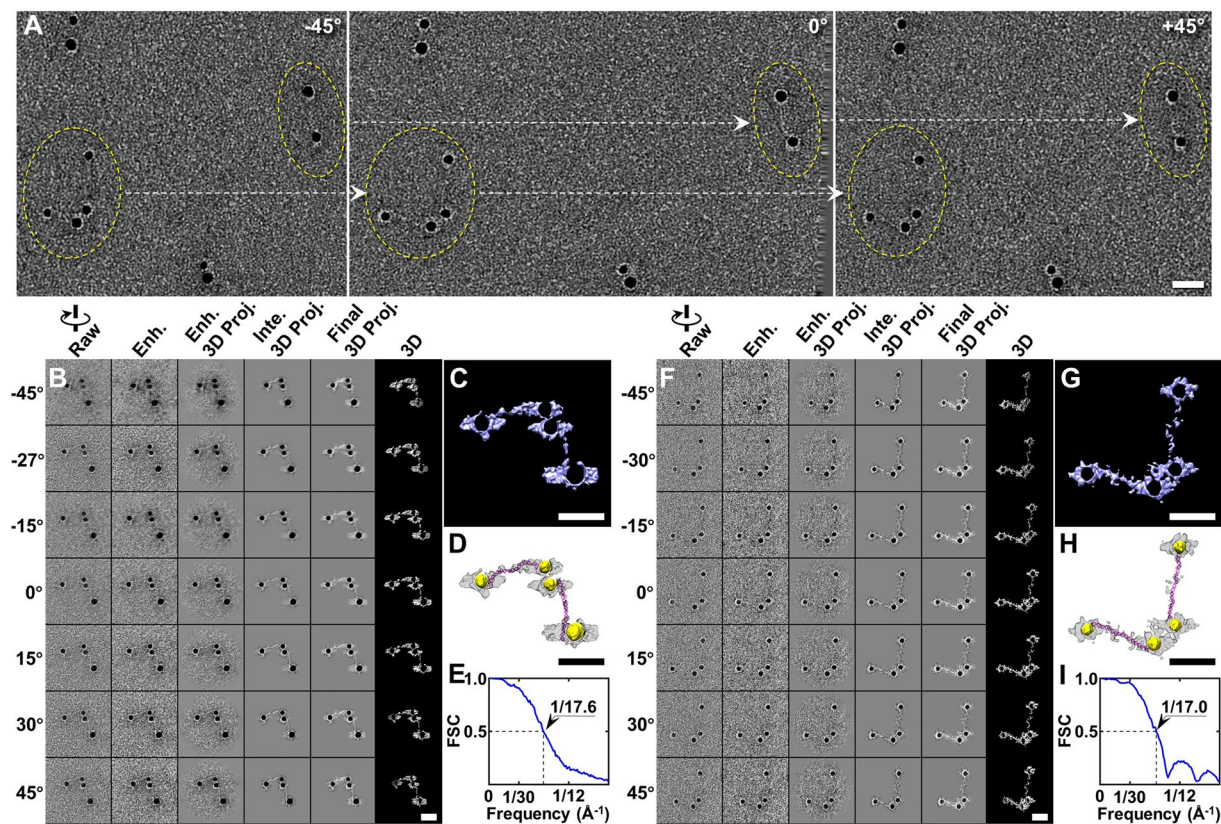 A
-45°
0°
+45°
Raw
Enh.
Enh.
3D Proj.
Inte.
3D Proj.
Final
3D Proj.
3D
B
-45°
-27°
-15°
0°
15°
30°
45°
C
D
E
1.0
0.5
FSC
1/17.6
0
1/30
1/12
Frequency (Å⁻¹)
Raw
Enh.
Enh.
3D Proj.
Inte.
3D Proj.
Final
3D Proj.
3D
F
-45°
-30°
-15°
0°
15°
30°
45°
G
H
I
1.0
0.5
FSC
1/17.0
0
1/30
1/12
Frequency (Å⁻¹)